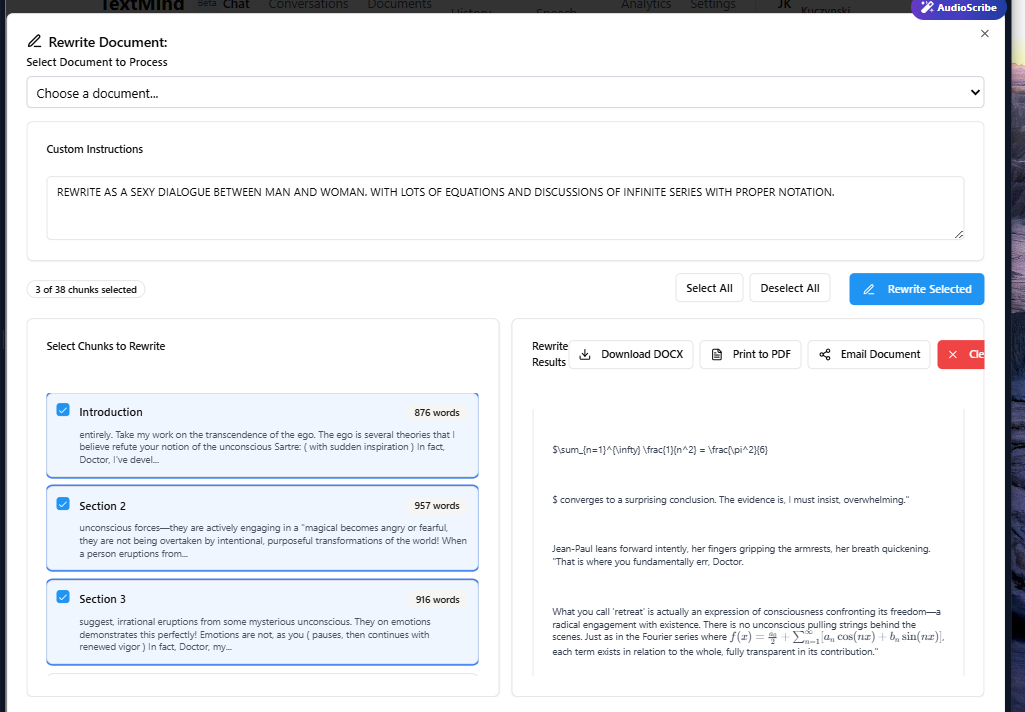 TextMind Beta Chat Conversations Documents History Speech Analytics Settings JK Kuczynski
AudioScribe
Rewrite Document:
×
Select Document to Process
Choose a document...
Custom Instructions
REWRITE AS A SEXY DIALOGUE BETWEEN MAN AND WOMAN. WITH LOTS OF EQUATIONS AND DISCUSSIONS OF INFINITE SERIES WITH PROPER NOTATION.
3 of 38 chunks selected
Select All
Deselect All
Rewrite Selected
Select Chunks to Rewrite
Introduction
876 words
entirely. Take my work on the transcendence of the ego. The ego is several theories that I
believe refute your notion of the unconscious Sartre: ( with sudden inspiration ) In fact,
Doctor, I've devel...
Section 2
957 words
unconscious forces—they are actively engaging in a "magical becomes angry or fearful,
they are not being overtaken by intentional, purposeful transformations of the world! When
a person eruptions from...
Section 3
916 words
suggest, irrational eruptions from some mysterious unconscious. They on emotions
demonstrates this perfectly! Emotions are not, as you ( pauses, then continues with
renewed vigor ) In fact, Doctor, my...
Rewrite
Results
Download DOCX
Print to PDF
Email Document
× Cle
$\sum_{n=1}^{\infty} \frac{1}{n^2} = \frac{\pi^2}{6}
$ converges to a surprising conclusion. The evidence is, I must insist, overwhelming."
Jean-Paul leans forward intently, her fingers gripping the armrests, her breath quickening.
"That is where you fundamentally err, Doctor.
What you call 'retreat' is actually an expression of consciousness confronting its freedom—a
radical engagement with existence. There is no unconscious pulling strings behind the
scenes. Just as in the Fourier series where f(x) = a₀/2 + ∑ₙ₌₁^∞ [aₙ cos(nx) + bₙ sin(nx)],
each term exists in relation to the whole, fully transparent in its contribution."